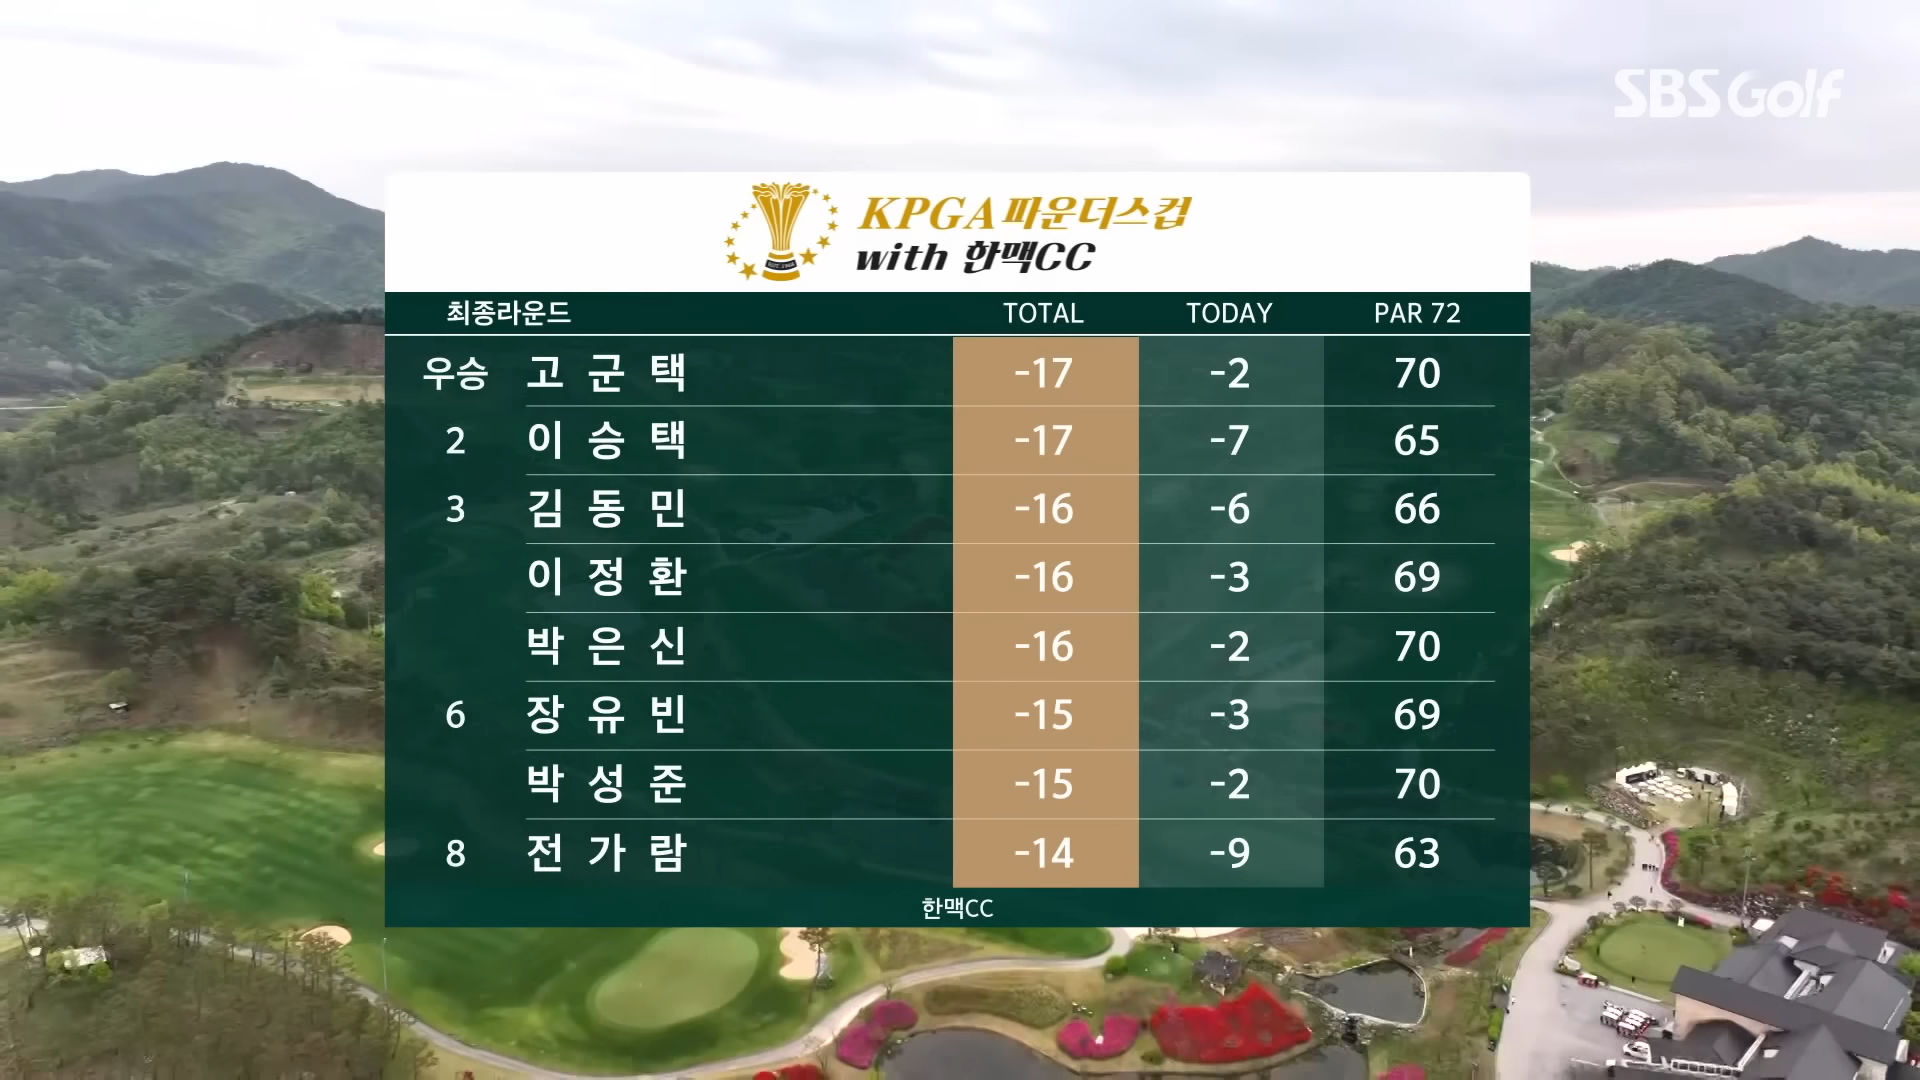 SBS Golf
KPGA 파운더스컵
with 한맥CC
최종라운드 TOTAL TODAY PAR 72
우승 고군택 -17 -2 70
2 이승택 -17 -7 65
3 김동민 -16 -6 66
이정환 -16 -3 69
박은신 -16 -2 70
6 장유빈 -15 -3 69
박성준 -15 -2 70
8 전가람 -14 -9 63
한맥CC